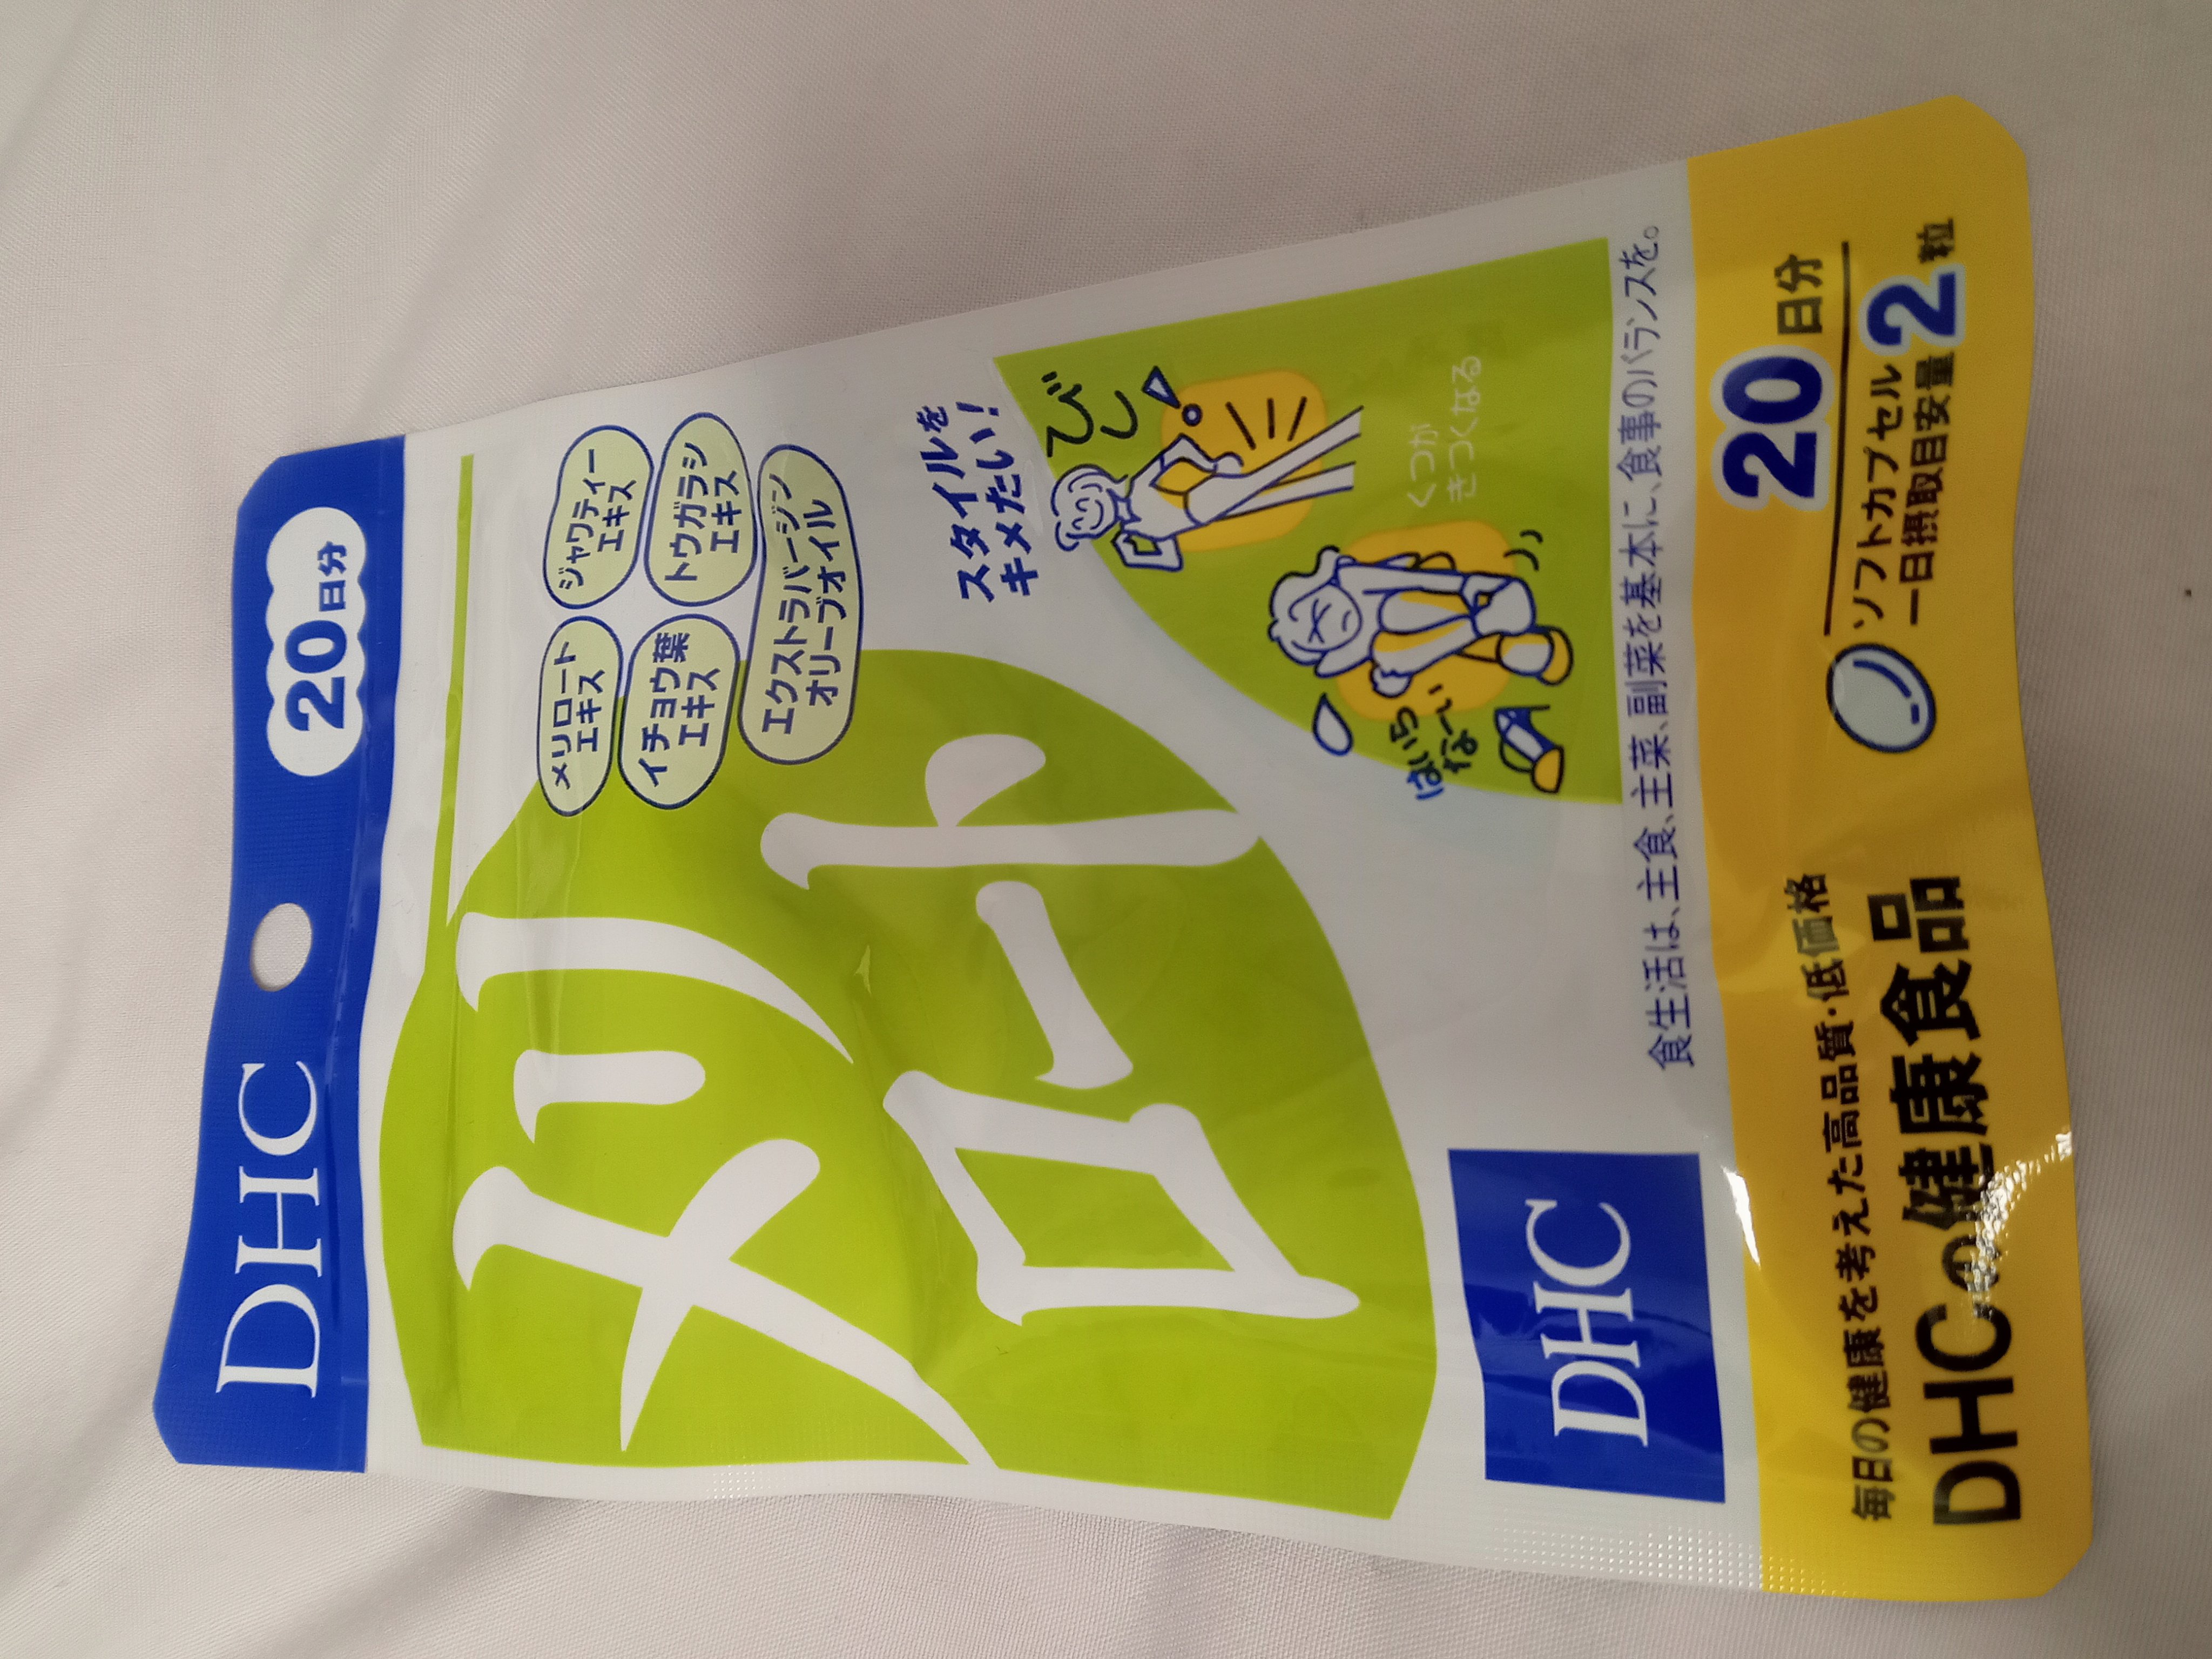 DHC
20日分
メリロート
メリロート
エキス
ジャワティー
エキス
イチョウ葉
エキス
トウガラシ
エキス
エクストラバージン
オリーブオイル
スタイルを
キメたい!
びし
はいら
なーい
くつが
きつくなる
DHC
食生活は、主食、主菜、副菜を基本に、食事のバランスを。
毎日の健康を考えた高品質・低価格
DHCの健康食品
20日分
ソフトカプセル
一日摂取目安量2粒